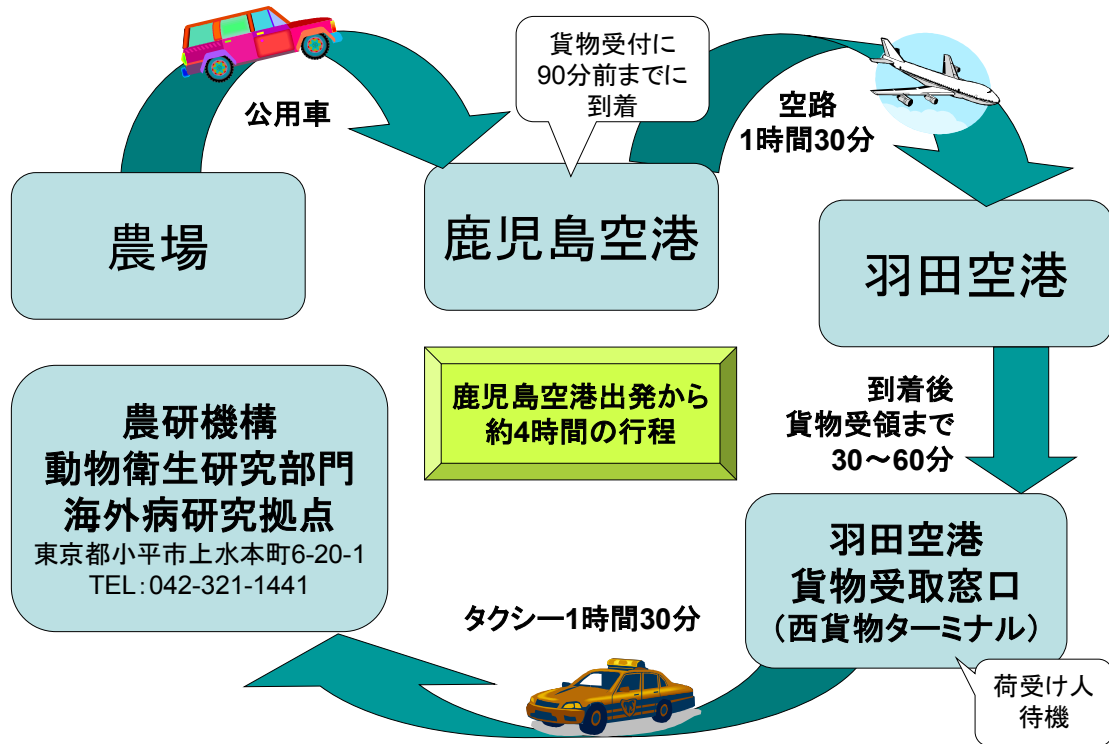 公用車
貨物受付に
90分前までに
到着
空路
1時間30分
農場
鹿児島空港
羽田空港
鹿児島空港出発から
約4時間の行程
到着後
貨物受領まで
30～60分
羽田空港
貨物受取窓口
（西貨物ターミナル）
荷受け人
待機
タクシー1時間30分
農研機構
動物衛生研究部門
海外病研究拠点
東京都小平市上水本町6-20-1
TEL：042-321-1441